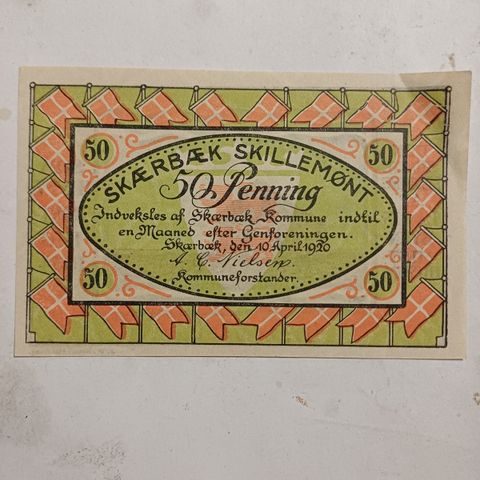 50 50
SKÆRBÆK SKILLEMØNT
50 Penning
Indveksles af Skærbæk Kommune indtil
en Maaned efter Genforeningen.
Skærbæk, den 10 April 1920
A. C. Nielsen
Kommuneforstander.
50 50